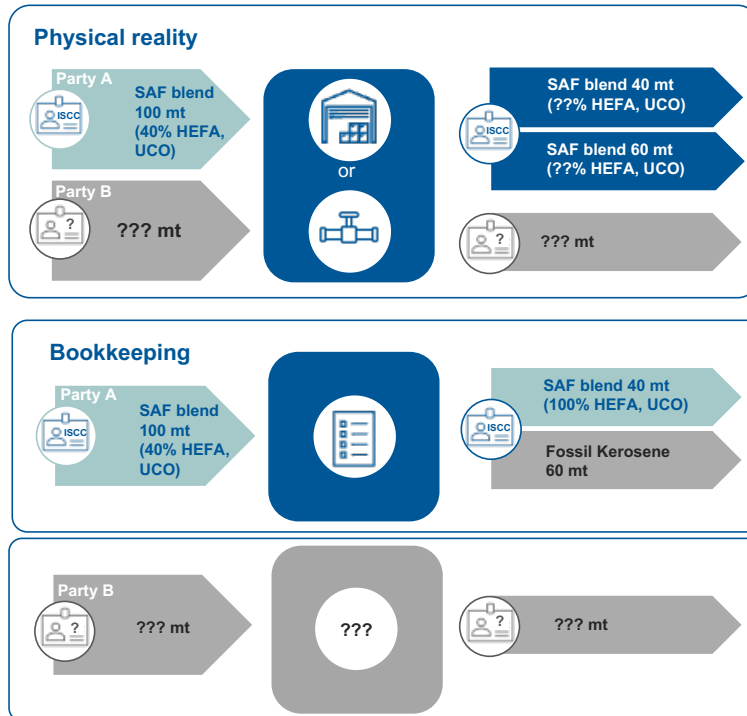 Physical reality
Party A
ISCC
SAF blend
100 mt
(40% HEFA,
UCO)
Party B
?
??? mt
or
ISCC
SAF blend 40 mt
(??% HEFA, UCO)
SAF blend 60 mt
(??% HEFA, UCO)
?
??? mt
Bookkeeping
Party A
ISCC
SAF blend
100 mt
(40% HEFA,
UCO)
ISCC
SAF blend 40 mt
(100% HEFA, UCO)
Fossil Kerosene
60 mt
Party B
?
??? mt
???
?
??? mt